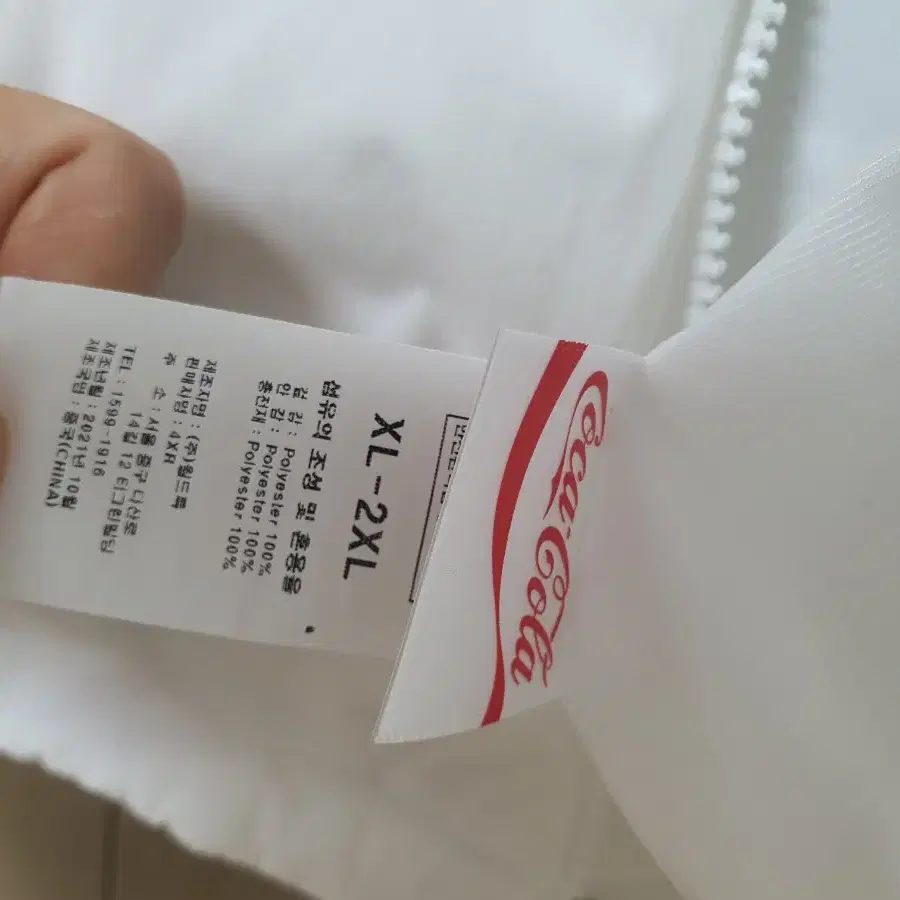 Coca-Cola
XL-2XL
섬유의 조성 및 혼용율
겉 감 : Polyester 100%
안 감 : Polyester 100%
충전재 : Polyester 100%
제조자명 : (주)월드톡
판매자명 : 4XR
주 소 : 서울 중구 다산로
14길 12 티그린빌딩
TEL : 1599-1916
제조년월 : 2021년 10월
제조국명 : 중국(CHINA)